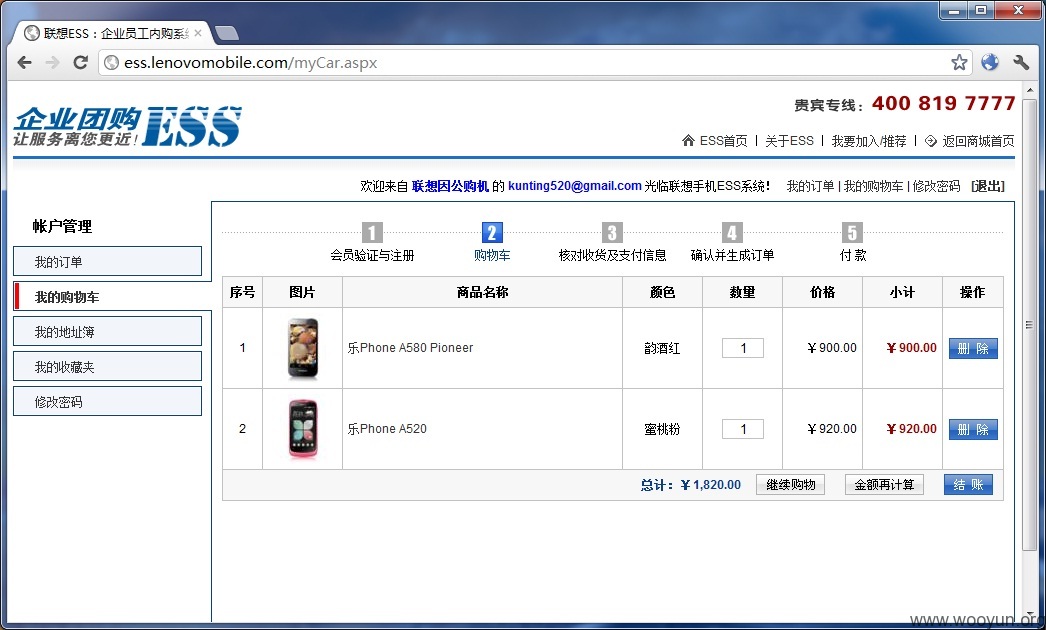 联想ESS：企业员工内购系统
ess.lenovomobile.com/myCar.aspx
企业团购 ESS
让服务离您更近！
贵宾专线：400 819 7777
ESS首页 | 关于ESS | 我要加入/推荐 | 返回商城首页
欢迎来自 联想因公购机 的 kunting520@gmail.com 光临联想手机ESS系统！ 我的订单 | 我的购物车 | 修改密码 [退出]
帐户管理
我的订单
我的购物车
我的地址簿
我的收藏夹
修改密码
1 2 3 4 5
会员验证与注册 购物车 核对收货及支付信息 确认并生成订单 付 款
序号 图片 商品名称 颜色 数量 价格 小计 操作
1 乐Phone A580 Pioneer 韵酒红 1 ￥900.00 ￥900.00 删 除
2 乐Phone A520 蜜桃粉 1 ￥920.00 ￥920.00 删 除
总计：￥1,820.00 继续购物 金额再计算 结 账
www.wooyun.org